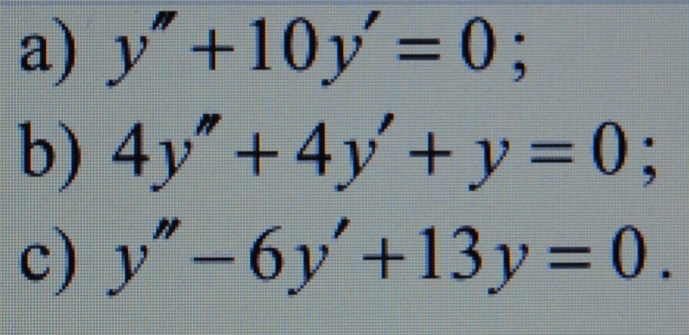 a) y″ + 10y′ = 0;
b) 4y″ + 4y′ + y = 0;
c) y″ − 6y′ + 13y = 0.